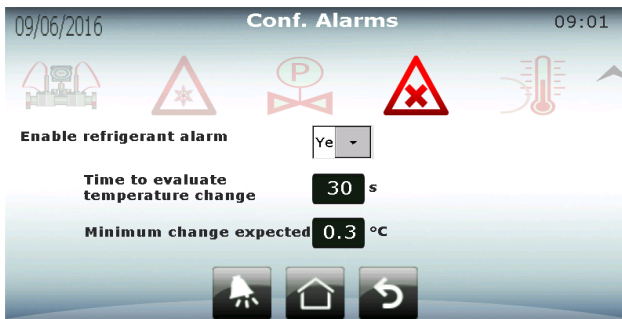 09/06/2016 Conf. Alarms 09:01
P
Enable refrigerant alarm Ye
Time to evaluate
temperature change 30 s
Minimum change expected 0.3 °C